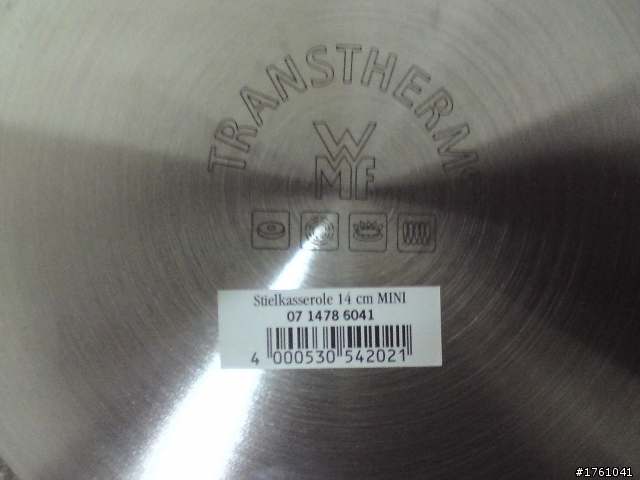 TRANSTHERM®
WMF
Stielkasserole 14 cm MINI
07 1478 6041
4 000530 542021
#1761041